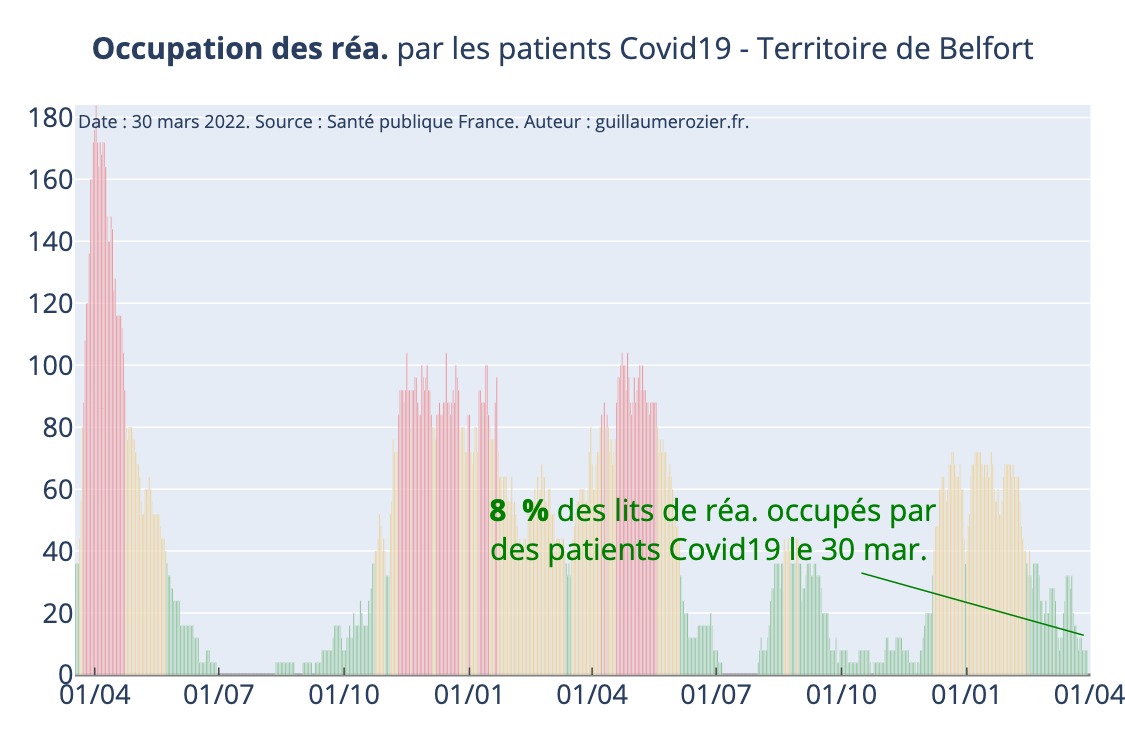 Occupation des réa. par les patients Covid19 - Territoire de Belfort
Date : 30 mars 2022. Source : Santé publique France. Auteur : guillaumerozier.fr.
180
160
140
120
100
80
60
40
20
0
8 % des lits de réa. occupés par
des patients Covid19 le 30 mar.
01/04 01/07 01/10 01/01 01/04 01/07 01/10 01/01 01/04